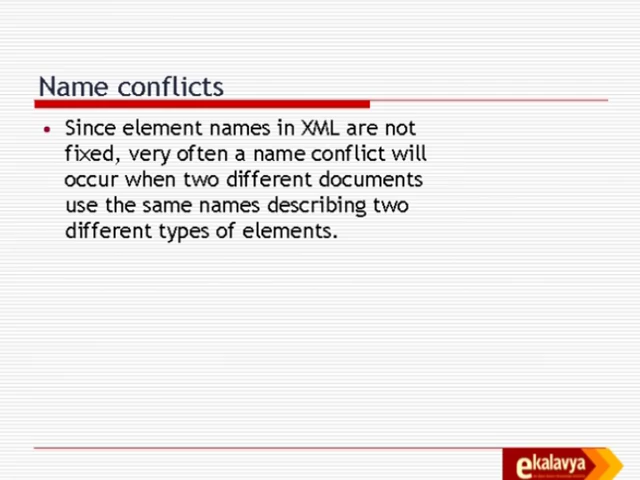 Name conflicts
• Since element names in XML are not
fixed, very often a name conflict will
occur when two different documents
use the same names describing two
different types of elements.
ekalavya